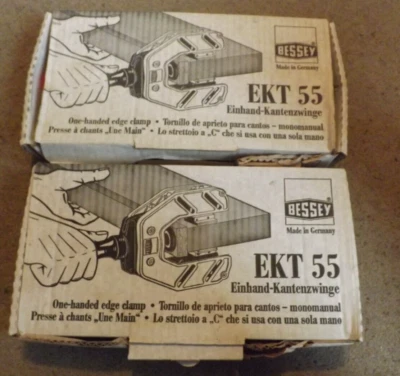 BESSEY
Made in Germany
EKT 55
Einhand-Kantenzwinge
One-handed edge clamp • Tornillo de aprieto para cantos – monomanual
Presse à chants „Une Main“ • Lo strettoio a „C“ che si usa con una sola mano
BESSEY
Made in Germany
EKT 55
Einhand-Kantenzwinge
One-handed edge clamp • Tornillo de aprieto para cantos – monomanual
Presse à chants „Une Main“ • Lo strettoio a „C“ che si usa con una sola mano